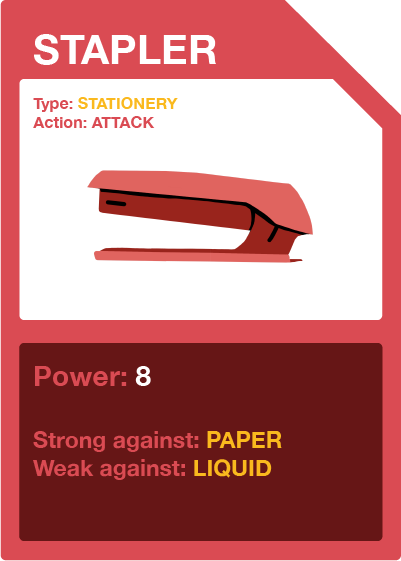 STAPLER
Type: STATIONERY
Action: ATTACK
Power: 8
Strong against: PAPER
Weak against: LIQUID